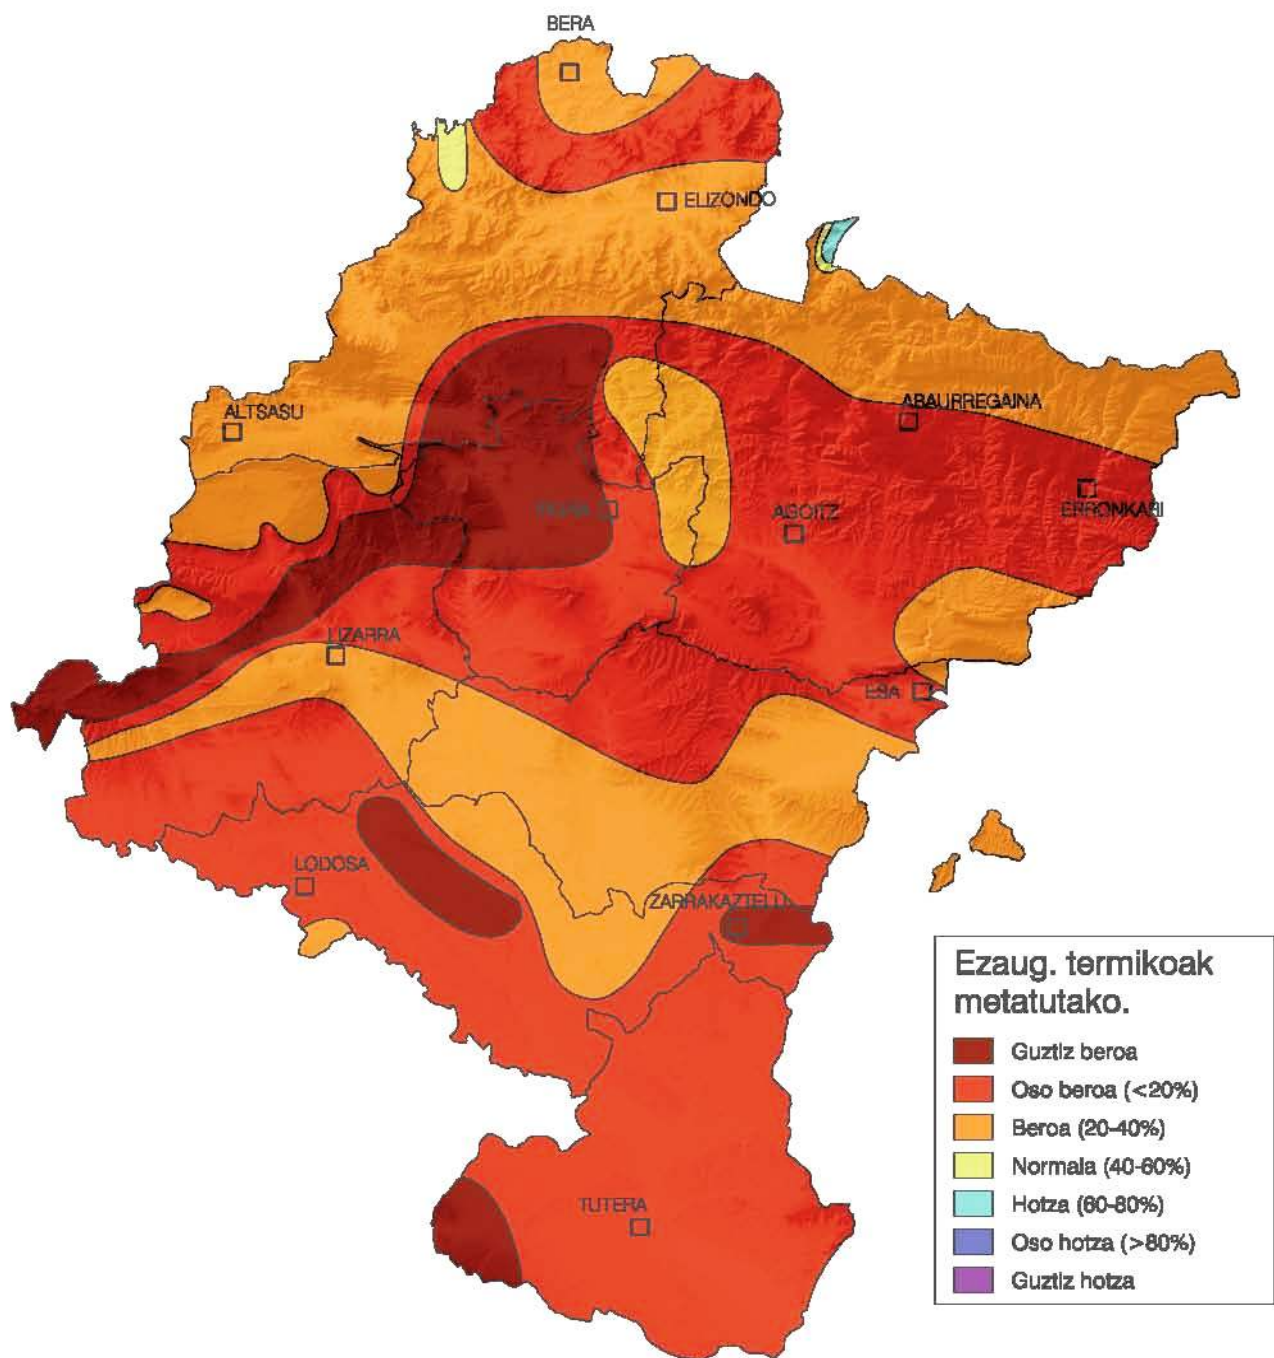 BERA
ELIZONDO
ALTSASU
ABAURREGAINA
IRUÑA
AGOITZ
ERRONKARI
LIZARRA
ESA
LODOSA
ZARRAKAZTELU
TUTERA
Ezaug. termikoak
metatutako.
Guztiz beroa
Oso beroa (<20%)
Beroa (20-40%)
Normala (40-60%)
Hotza (60-80%)
Oso hotza (>80%)
Guztiz hotza